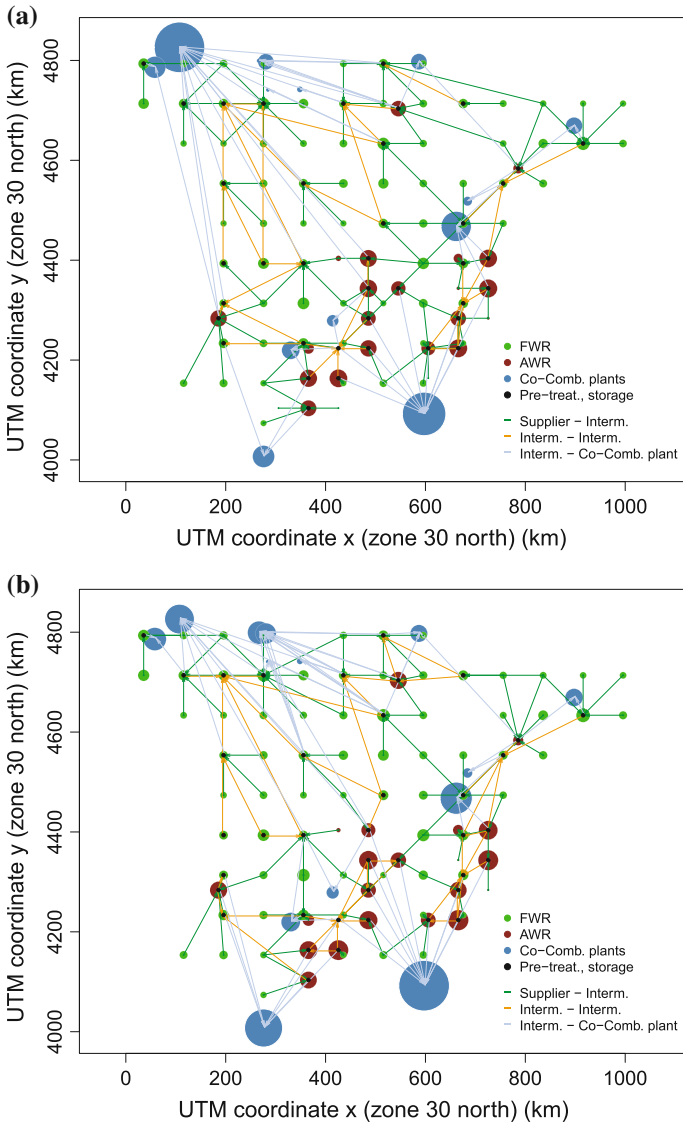 (a)
UTM coordinate y (zone 30 north) (km)
4800
4600
4400
4200
4000
FWR
AWR
Co−Comb. plants
Pre−treat., storage
Supplier − Interm.
Interm. − Interm.
Interm. − Co−Comb. plant
0 200 400 600 800 1000
UTM coordinate x (zone 30 north) (km)
(b)
UTM coordinate y (zone 30 north) (km)
4800
4600
4400
4200
4000
FWR
AWR
Co−Comb. plants
Pre−treat., storage
Supplier − Interm.
Interm. − Interm.
Interm. − Co−Comb. plant
0 200 400 600 800 1000
UTM coordinate x (zone 30 north) (km)